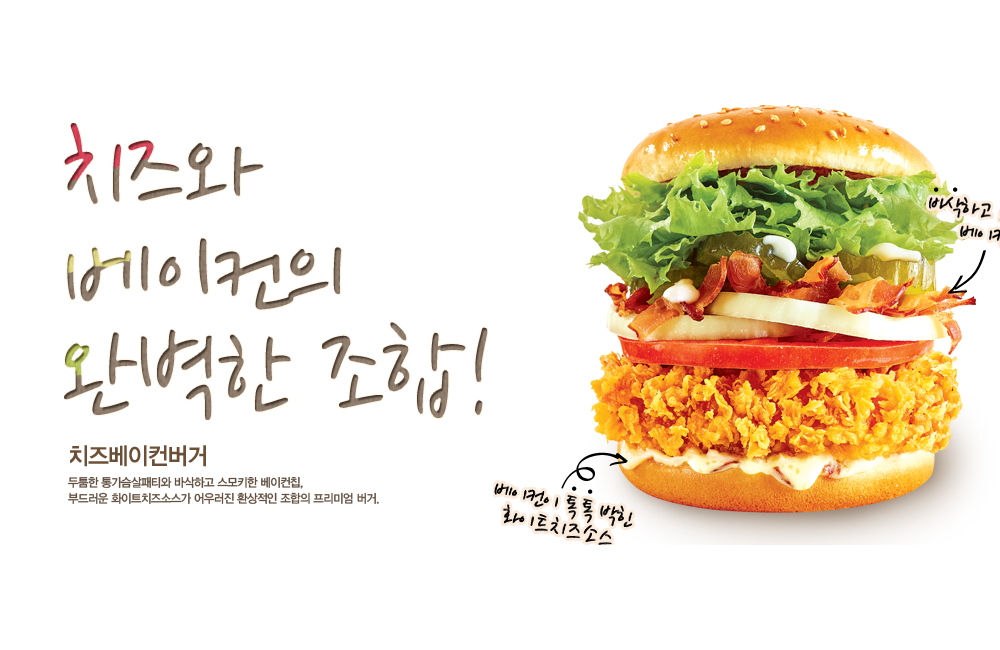 치즈와
베이컨의
완벽한 조합!
치즈베이컨버거
두툼한 통가슴살패티와 바삭하고 스모키한 베이컨칩,
부드러운 화이트치즈소스가 어우러진 환상적인 조합의 프리미엄 버거.
바삭하고
베이컨이 톡톡 박힌
화이트치즈소스